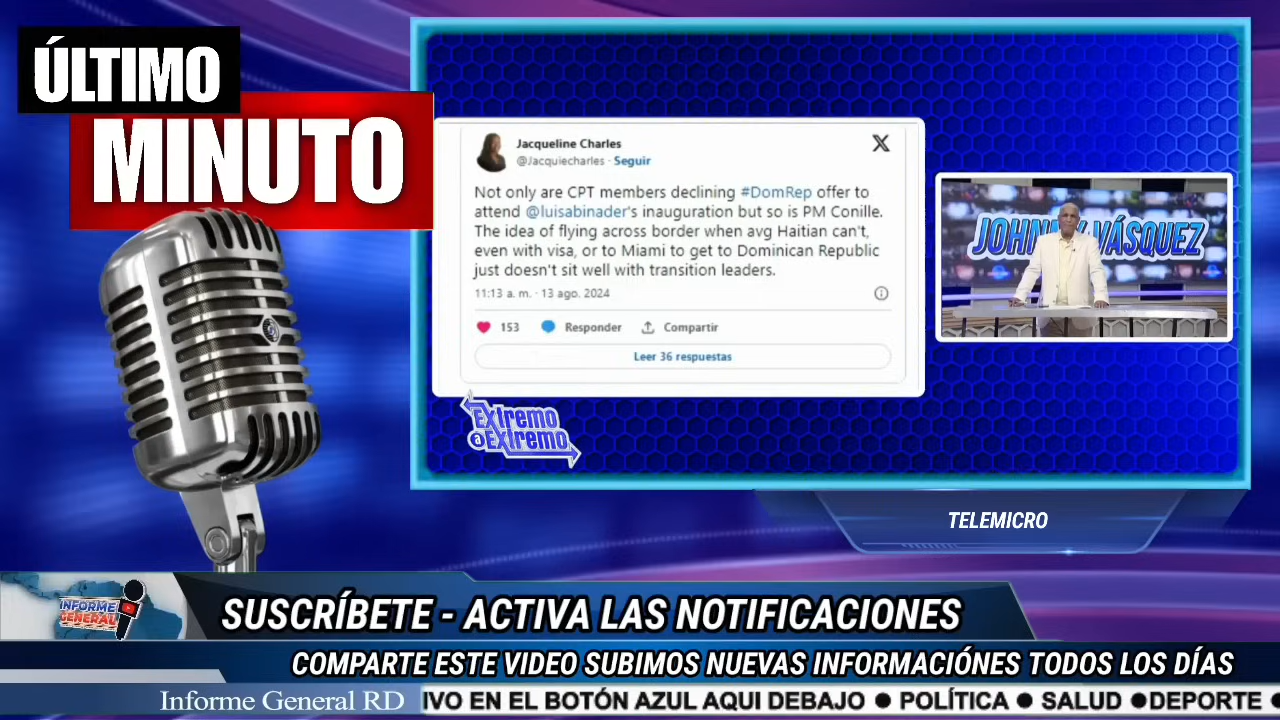 ÚLTIMO
MINUTO
Jacqueline Charles
@Jacquiecharles · Seguir
Not only are CPT members declining #DomRep offer to
attend @luisabinader's inauguration but so is PM Conille.
The idea of flying across border when avg Haitian can't,
even with visa, or to Miami to get to Dominican Republic
just doesn't sit well with transition leaders.
11:13 a. m. · 13 ago. 2024
153 Responder Compartir
Leer 36 respuestas
EXtremo
a EXtremo
JOHNNY VÁSQUEZ
TELEMICRO
INFORME
GENERAL
SUSCRÍBETE - ACTIVA LAS NOTIFICACIONES
COMPARTE ESTE VIDEO SUBIMOS NUEVAS INFORMACIÓNES TODOS LOS DÍAS
Informe General RD IVO EN EL BOTÓN AZUL AQUI DEBAJO ● POLÍTICA ● SALUD ●DEPORTE